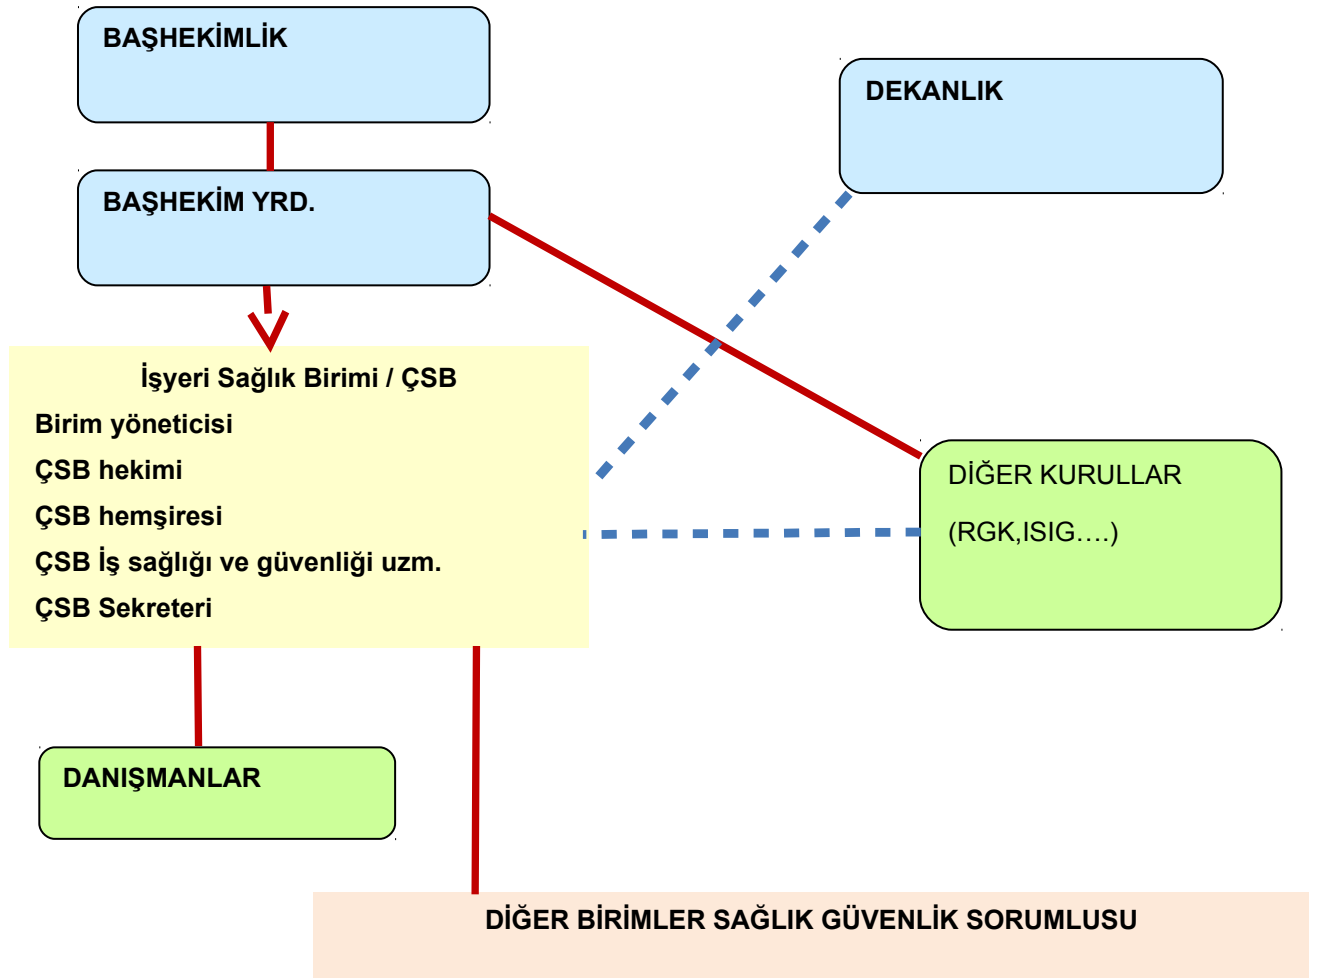 BAŞHEKİMLİK
DEKANLIK
BAŞHEKİM YRD.
İşyeri Sağlık Birimi / ÇSB
Birim yöneticisi
ÇSB hekimi
ÇSB hemşiresi
ÇSB İş sağlığı ve güvenliği uzm.
ÇSB Sekreteri
DİĞER KURULLAR
(RGK,ISIG….)
DANIŞMANLAR
DİĞER BİRİMLER SAĞLIK GÜVENLİK SORUMLUSU